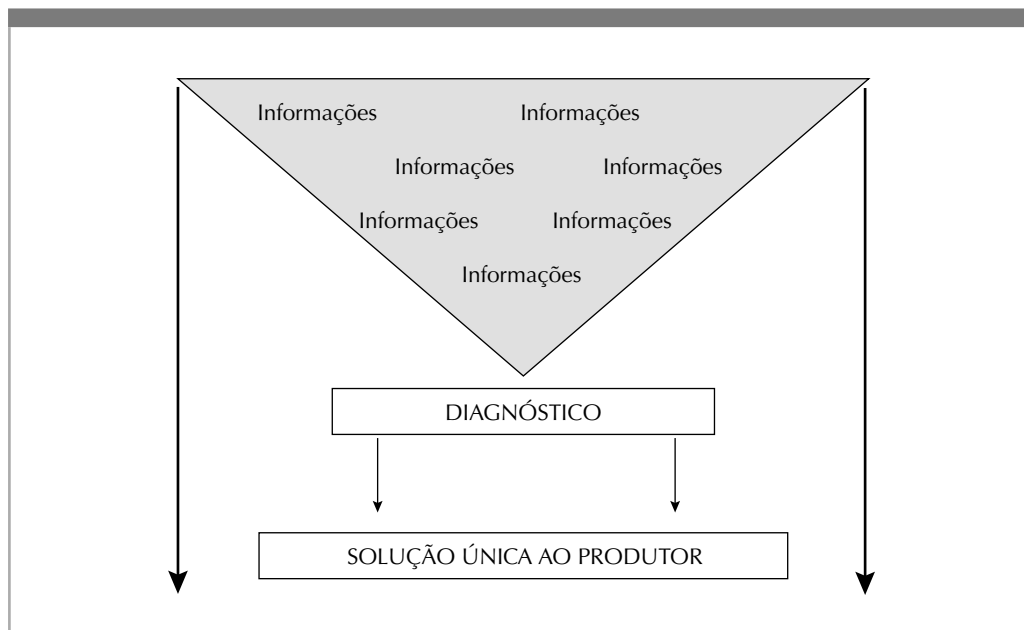 Informações Informações
Informações Informações
Informações Informações
Informações
DIAGNÓSTICO
SOLUÇÃO ÚNICA AO PRODUTOR